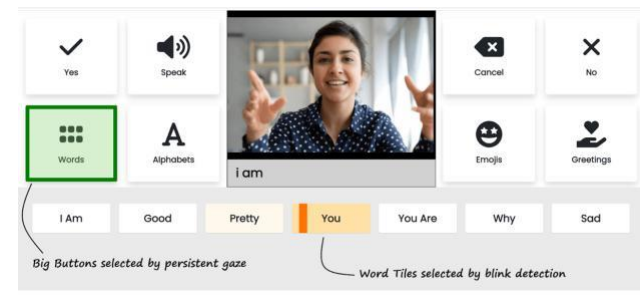 Yes
Speak
Cancel
No
Words
Alphabets
i am
Emojis
Greetings
I Am Good Pretty You You Are Why Sad
Big Buttons selected by persistent gaze
Word Tiles selected by blink detection